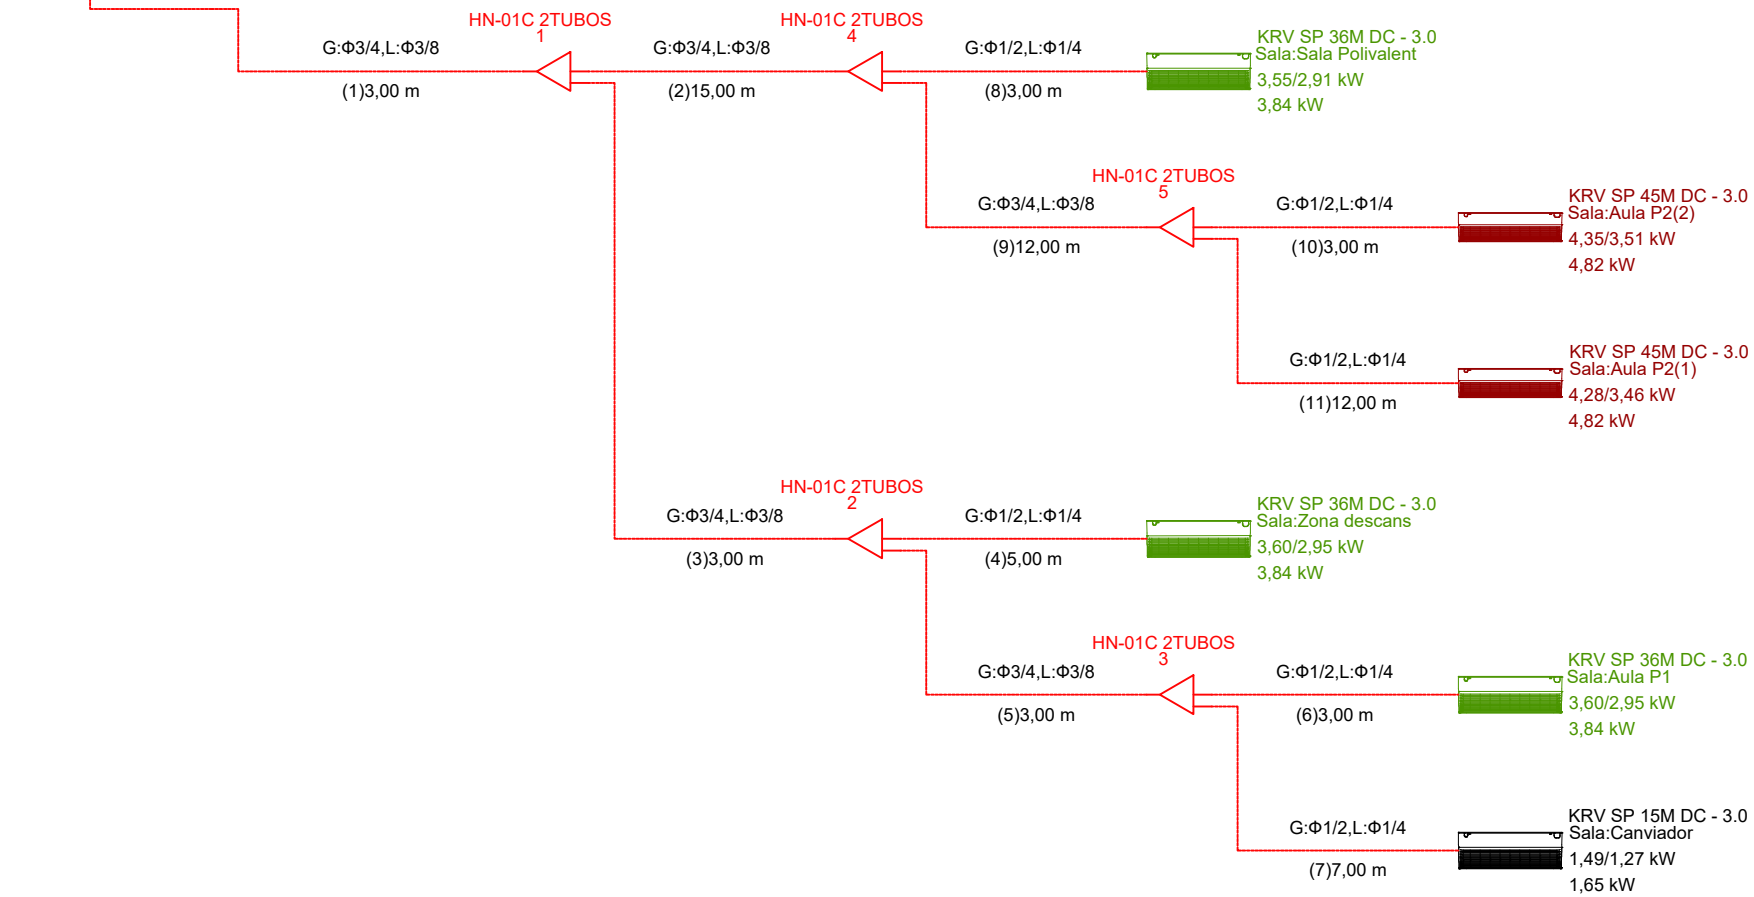 HN-01C 2TUBOS
1
G:Φ3/4,L:Φ3/8
(1)3,00 m
G:Φ3/4,L:Φ3/8
(2)15,00 m
HN-01C 2TUBOS
4
G:Φ1/2,L:Φ1/4
(8)3,00 m
KRV SP 36M DC - 3.0
Sala:Sala Polivalent
3,55/2,91 kW
3,84 kW
HN-01C 2TUBOS
5
G:Φ3/4,L:Φ3/8
(9)12,00 m
G:Φ1/2,L:Φ1/4
(10)3,00 m
KRV SP 45M DC - 3.0
Sala:Aula P2(2)
4,35/3,51 kW
4,82 kW
G:Φ1/2,L:Φ1/4
(11)12,00 m
KRV SP 45M DC - 3.0
Sala:Aula P2(1)
4,28/3,46 kW
4,82 kW
HN-01C 2TUBOS
2
G:Φ3/4,L:Φ3/8
(3)3,00 m
G:Φ1/2,L:Φ1/4
(4)5,00 m
KRV SP 36M DC - 3.0
Sala:Zona descans
3,60/2,95 kW
3,84 kW
HN-01C 2TUBOS
3
G:Φ3/4,L:Φ3/8
(5)3,00 m
G:Φ1/2,L:Φ1/4
(6)3,00 m
KRV SP 36M DC - 3.0
Sala:Aula P1
3,60/2,95 kW
3,84 kW
G:Φ1/2,L:Φ1/4
(7)7,00 m
KRV SP 15M DC - 3.0
Sala:Canviador
1,49/1,27 kW
1,65 kW